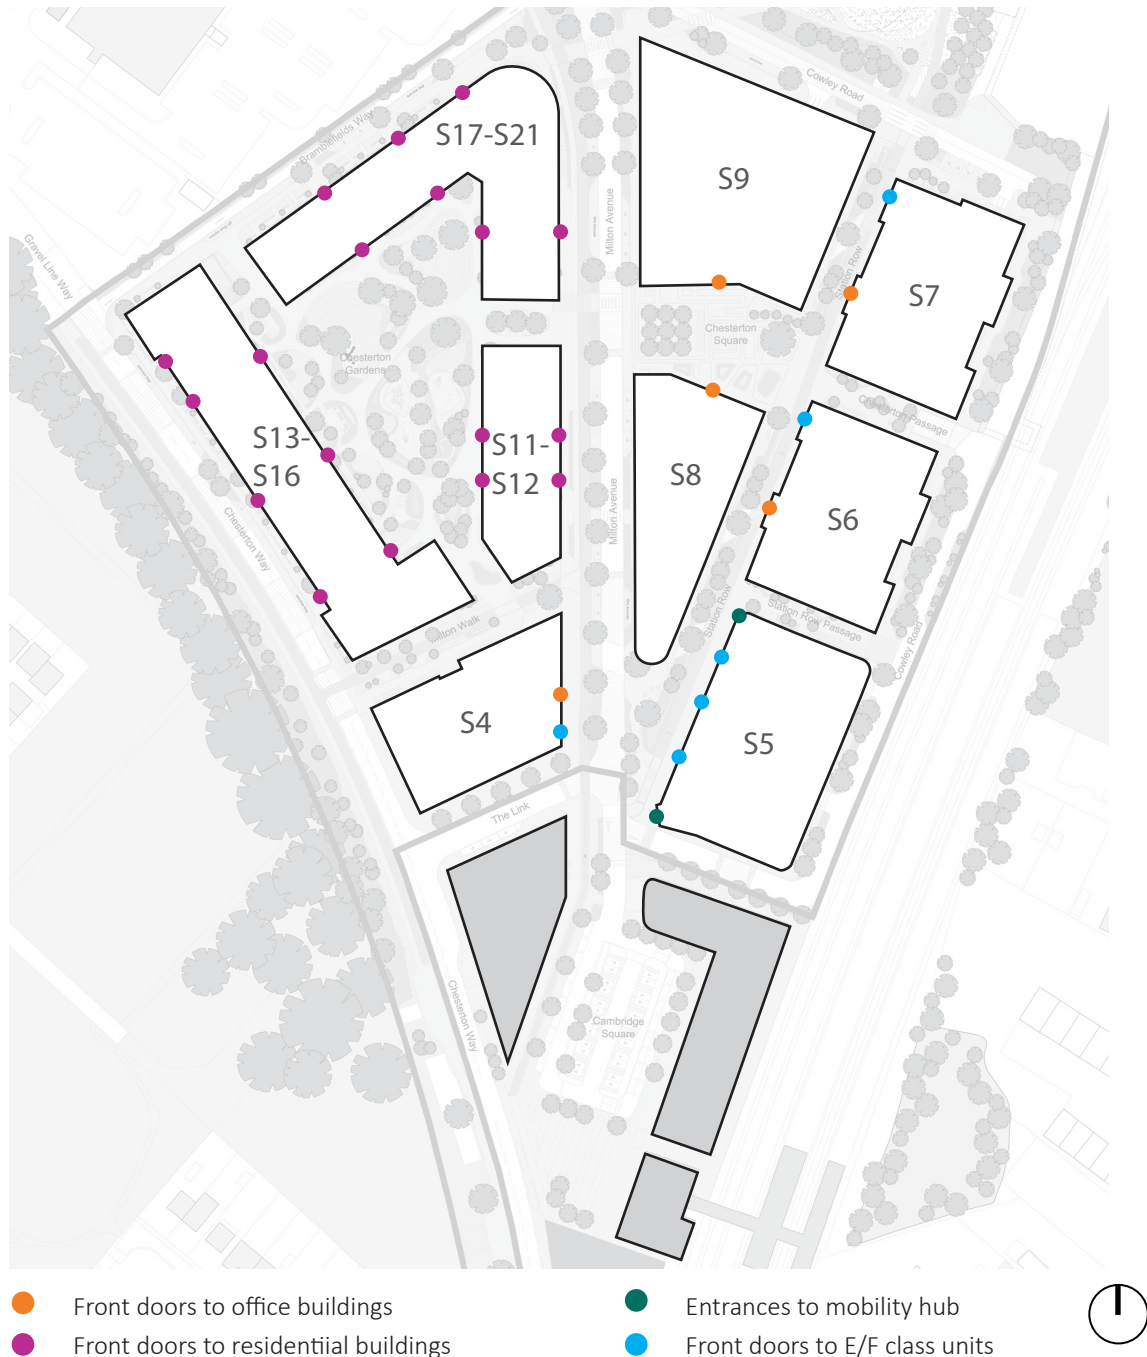 Cowley Road
S17-S21
Bramblefields Way
S9
Milton Avenue
Gravel Line Way
Station Row
S7
Chesterton
Square
Chesterton
Gardens
Chesterton Passage
S13-
S16
S11-
S12
S8
S6
Milton Avenue
Chesterton Way
Station Row
Station Row Passage
Milton Walk
Cowley Road
S4
S5
The Link
Chesterton Way
Cambridge
Square
Front doors to office buildings
Entrances to mobility hub
Front doors to residentiial buildings
Front doors to E/F class units